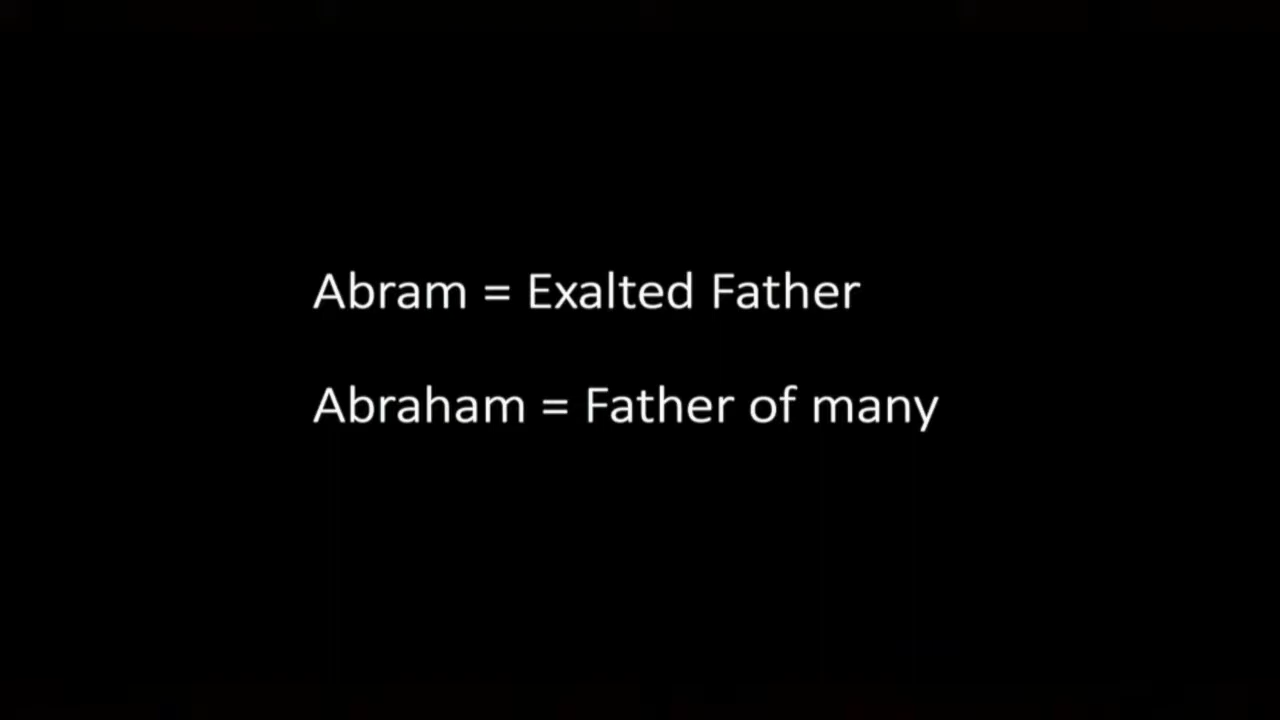 Abram = Exalted Father
Abraham = Father of many